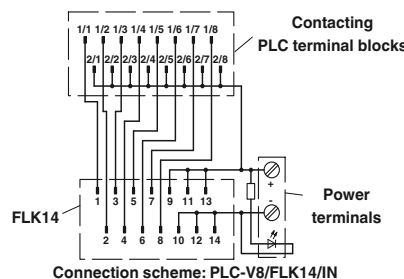 Contacting
PLC terminal blocks
1/1 1/2 1/3 1/4 1/5 1/6 1/7 1/8
2/1 2/2 2/3 2/4 2/5 2/6 2/7 2/8
1 3 5 7 9 11 13
+
-
Power
terminals
FLK14
2 4 6 8 10 12 14
Connection scheme: PLC-V8/FLK14/IN